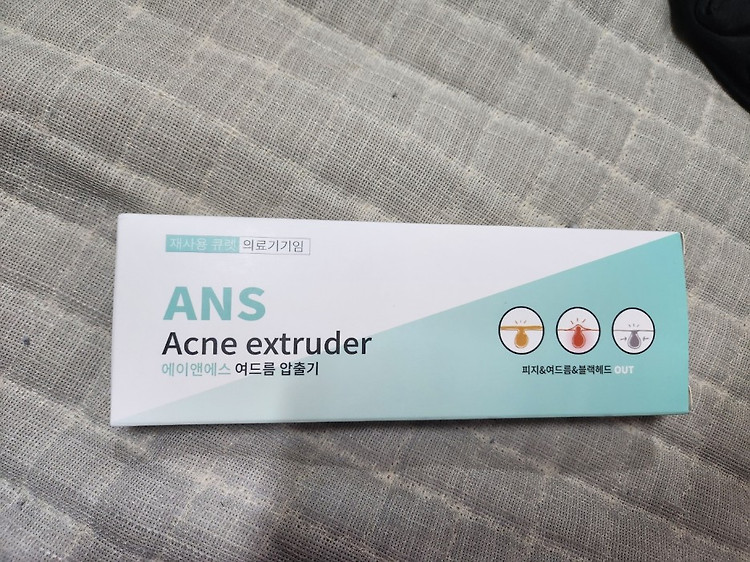 재사용 큐렛 의료기기임
ANS
Acne extruder
에이앤에스 여드름 압출기
피지&여드름&블랙헤드 OUT